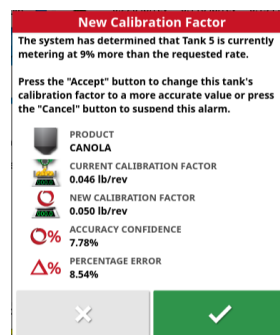 New Calibration Factor
The system has determined that Tank 5 is currently
metering at 9% more than the requested rate.
Press the "Accept" button to change this tank's
calibration factor to a more accurate value or press
the "Cancel" button to suspend this alarm.
PRODUCT
CANOLA
CURRENT CALIBRATION FACTOR
0.046 lb/rev
NEW CALIBRATION FACTOR
0.050 lb/rev
% ACCURACY CONFIDENCE
7.78%
Δ% PERCENTAGE ERROR
8.54%